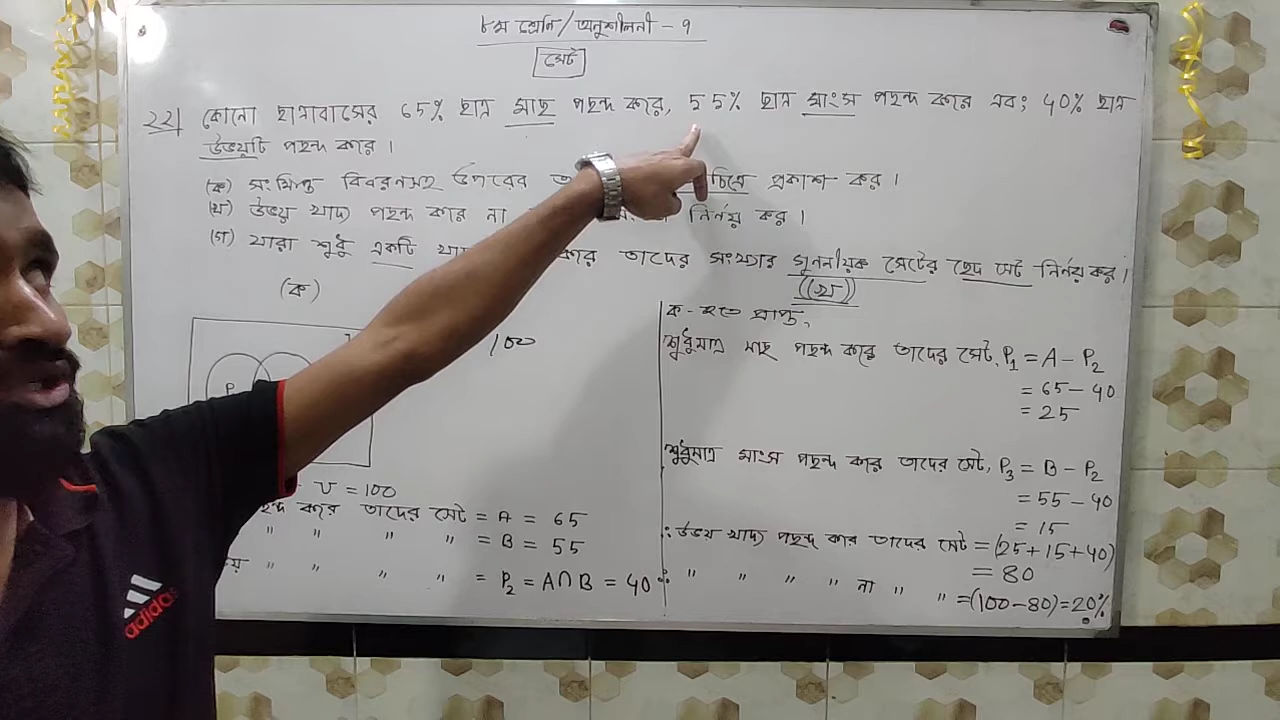 ৮ম শ্রেণি / অনুশীলনী - ৭
সেট
২২। কোনো ছাত্রাবাসের 65% ছাত্র মাছ পছন্দ করে, 55% ছাত্র মাংস পছন্দ করে এবং 40% ছাত্র
উভয়টি পছন্দ করে।
(ক) সংক্ষিপ্ত বিবরণসহ উপরের চিত্রে প্রকাশ কর।
(খ) উভয় খাদ্য পছন্দ করে না নির্ণয় কর।
(গ) যারা শুধু একটি তাদের সংখ্যার গুননীয়ক সেটের ছেদ সেট নির্ণয় কর।
(ক)
100
U = 100
করে তাদের সেট = A = 65
" " " " = B = 55
" " " " = P₂ = A∩B = 40
(খ)
ক - হতে প্রাপ্ত,
শুধুমাত্র মাছ পছন্দ করে তাদের সেট, P₁ = A - P₂
= 65 - 40
= 25
শুধুমাত্র মাংস পছন্দ করে তাদের সেট, P₃ = B - P₂
= 55 - 40
= 15
∴ উভয় খাদ্য পছন্দ করে তাদের সেট = (25+15+40)
= 80
∴ " " " " না " " = (100-80) = 20%
adidas